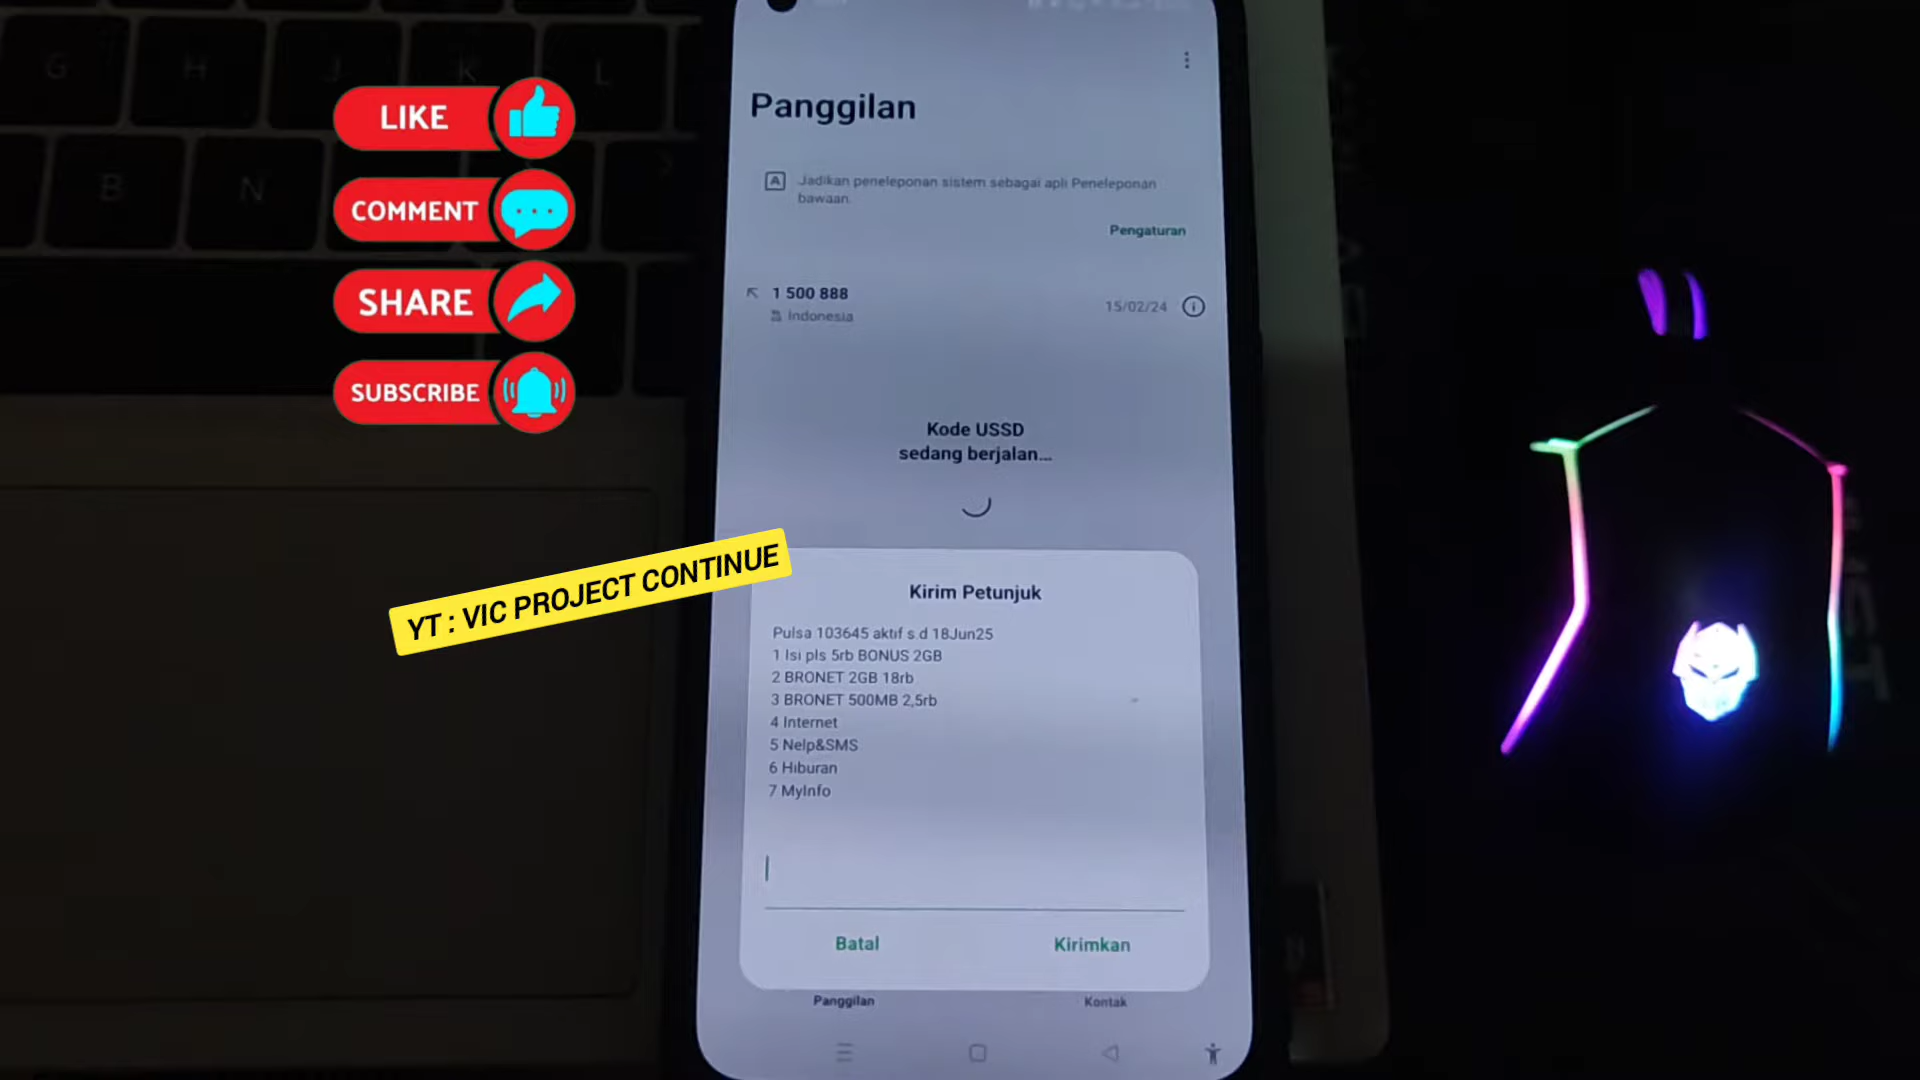 G H J K L
B N
LIKE
COMMENT
SHARE
SUBSCRIBE
YT : VIC PROJECT CONTINUE
Panggilan
A
Jadikan peneleponan sistem sebagai apli Peneleponan
bawaan.
Pengaturan
1 500 888
Indonesia
15/02/24
Kode USSD
sedang berjalan...
Kirim Petunjuk
Pulsa 103645 aktif s.d 18Jun25
1 Isi pls 5rb BONUS 2GB
2 BRONET 2GB 18rb
3 BRONET 500MB 2,5rb
4 Internet
5 Nelp&SMS
6 Hiburan
7 MyInfo
Batal
Kirimkan
Panggilan
Kontak